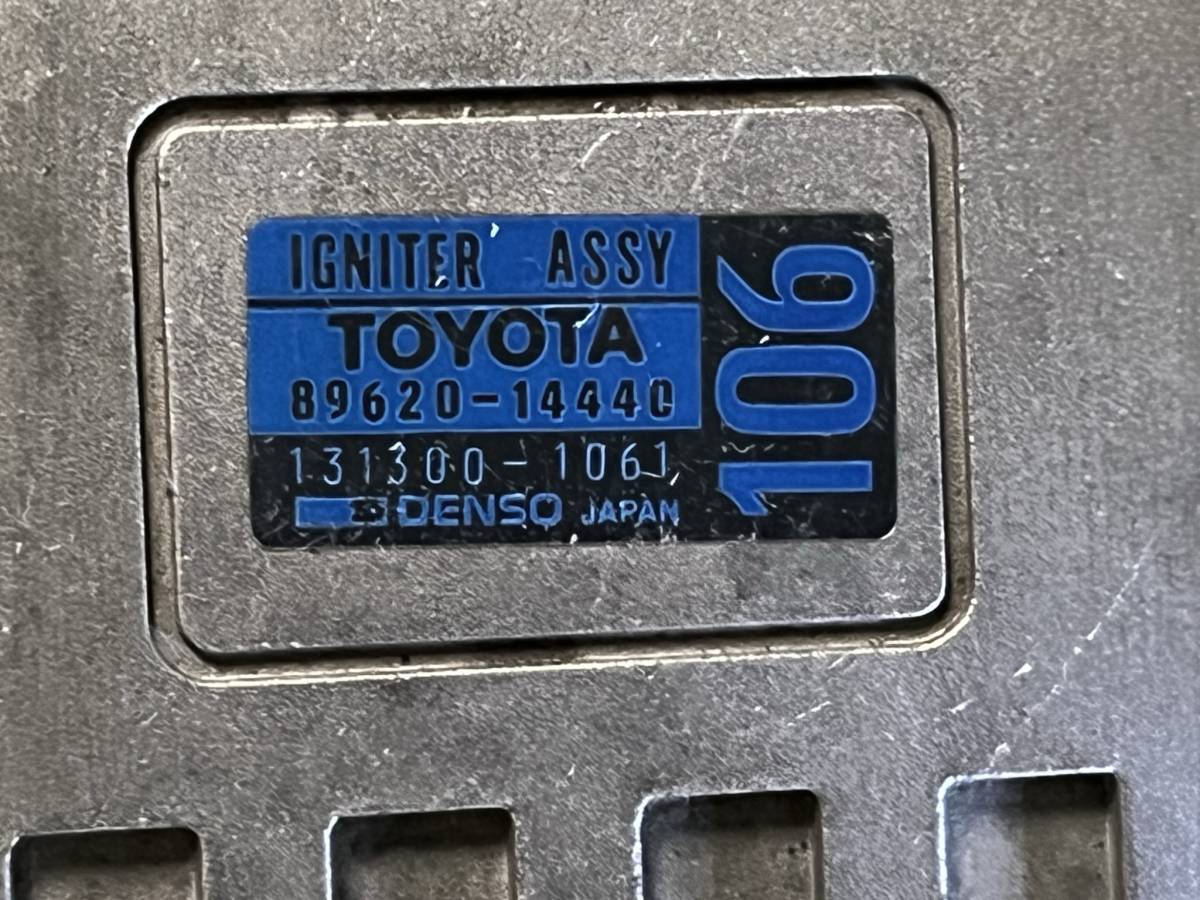 IGNITER ASSY
TOYOTA
89620-14440
131300-1061
DENSO JAPAN
106